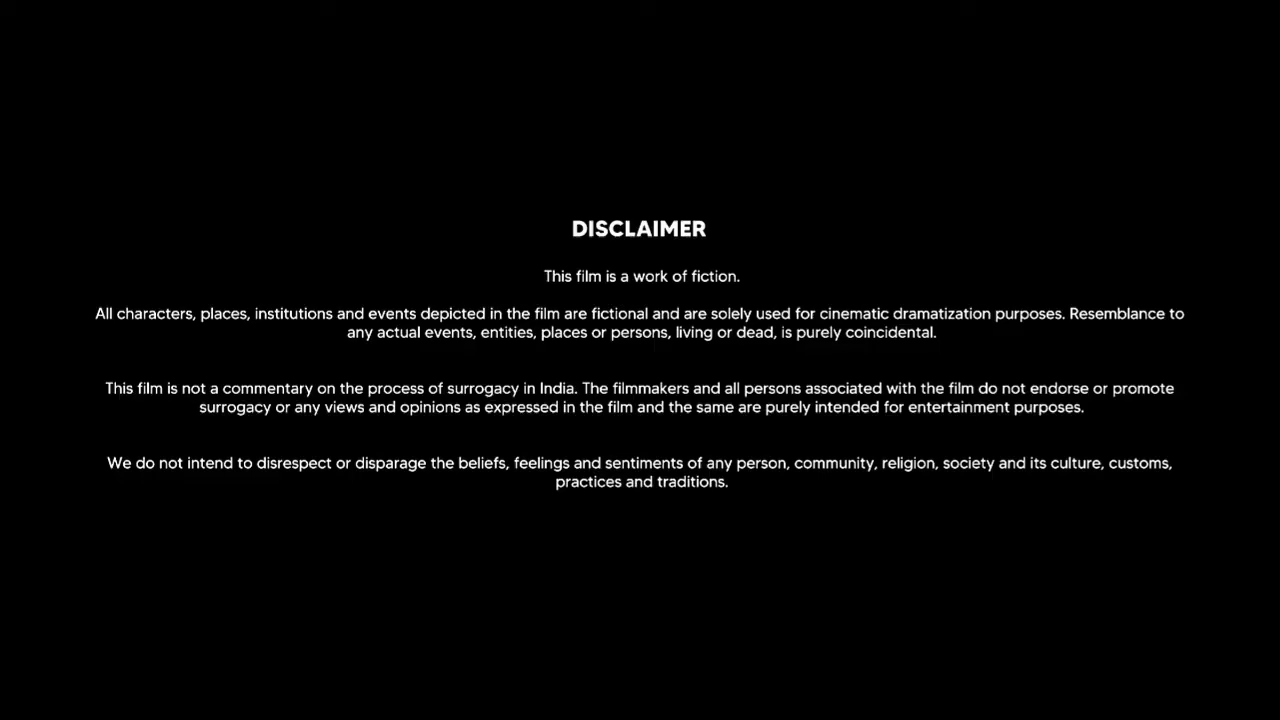 DISCLAIMER
This film is a work of fiction.
All characters, places, institutions and events depicted in the film are fictional and are solely used for cinematic dramatization purposes. Resemblance to
any actual events, entities, places or persons, living or dead, is purely coincidental.
This film is not a commentary on the process of surrogacy in India. The filmmakers and all persons associated with the film do not endorse or promote
surrogacy or any views and opinions as expressed in the film and the same are purely intended for entertainment purposes.
We do not intend to disrespect or disparage the beliefs, feelings and sentiments of any person, community, religion, society and its culture, customs,
practices and traditions.